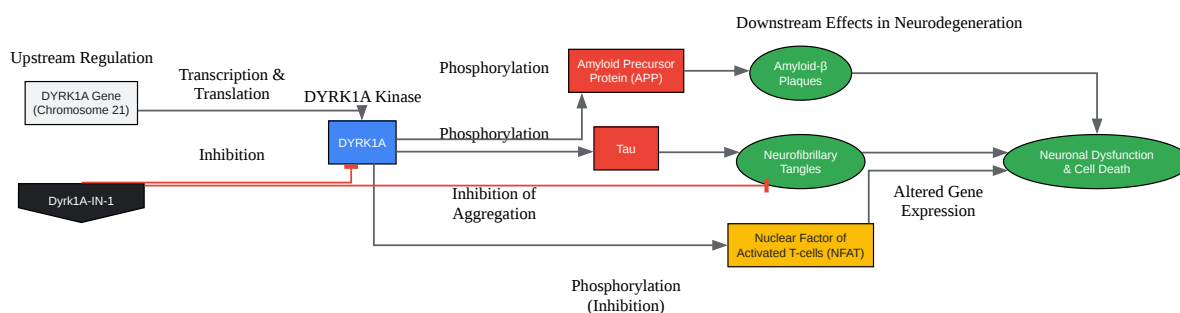 Downstream Effects in Neurodegeneration
Upstream Regulation
Transcription &
Translation
Phosphorylation
Amyloid Precursor
Protein (APP)
Amyloid-β
Plaques
DYRK1A Gene
(Chromosome 21)
DYRK1A Kinase
DYRK1A
Phosphorylation
Tau
Neurofibrillary
Tangles
Neuronal Dysfunction
& Cell Death
Inhibition
Dyrk1A-IN-1
Inhibition of
Aggregation
Altered Gene
Expression
Nuclear Factor of
Activated T-cells (NFAT)
Phosphorylation
(Inhibition)